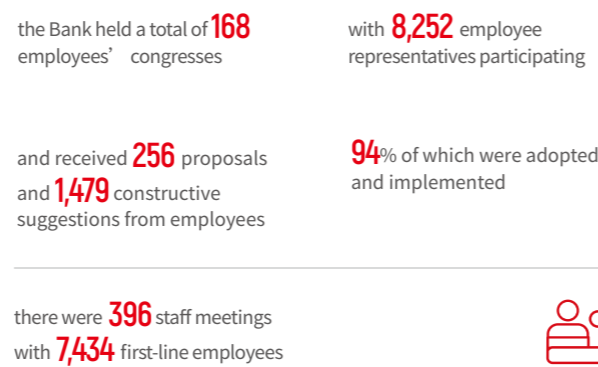 the Bank held a total of 168
employees’ congresses
with 8,252 employee
representatives participating
and received 256 proposals
and 1,479 constructive
suggestions from employees
94% of which were adopted
and implemented
there were 396 staff meetings
with 7,434 first-line employees